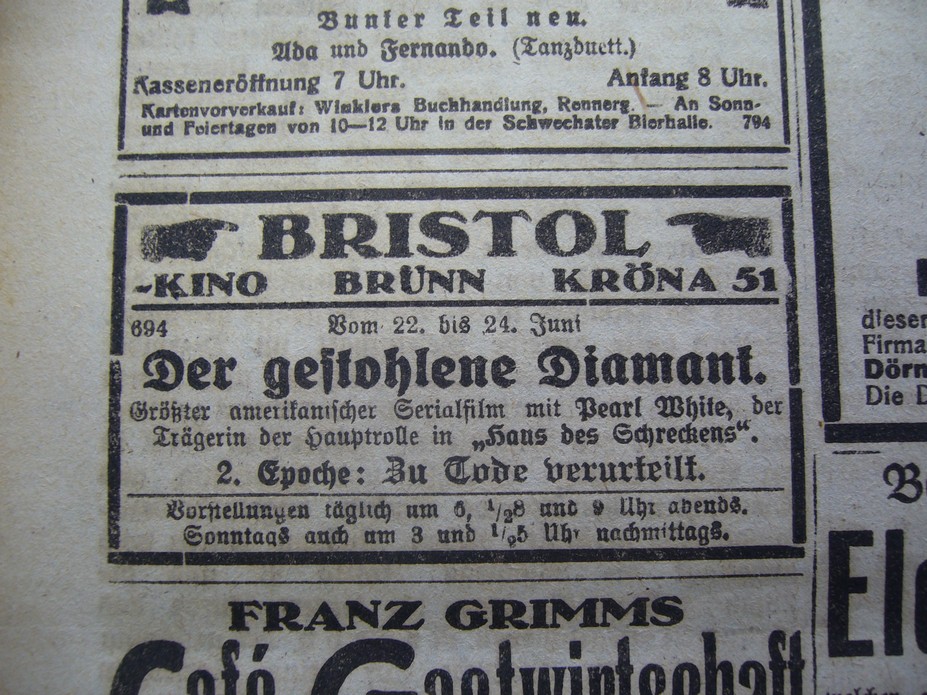 Bunter Teil neu.
Ada und Fernando. (Tanzduett.)
Kasseneröffnung 7 Uhr. Anfang 8 Uhr.
Kartenvorverkauf: Winklers Buchhandlung, Rennerg. — An Sonn-
und Feiertagen von 10—12 Uhr in der Schwechater Bierhalle. 794
BRISTOL
-KINO BRÜNN KRÖNA 51
694 Vom 22. bis 24. Juni
Der gestohlene Diamant.
Größter amerikanischer Serialfilm mit Pearl White, der
Trägerin der Hauptrolle in „Haus des Schreckens“.
2. Epoche: Zu Tode verurteilt.
Vorstellungen täglich um 6, 1/28 und 9 Uhr abends.
Sonntags auch um 3 und 1/25 Uhr nachmittags.
FRANZ GRIMMS
Café Gastwirtschaft
dieser
Firma
Die